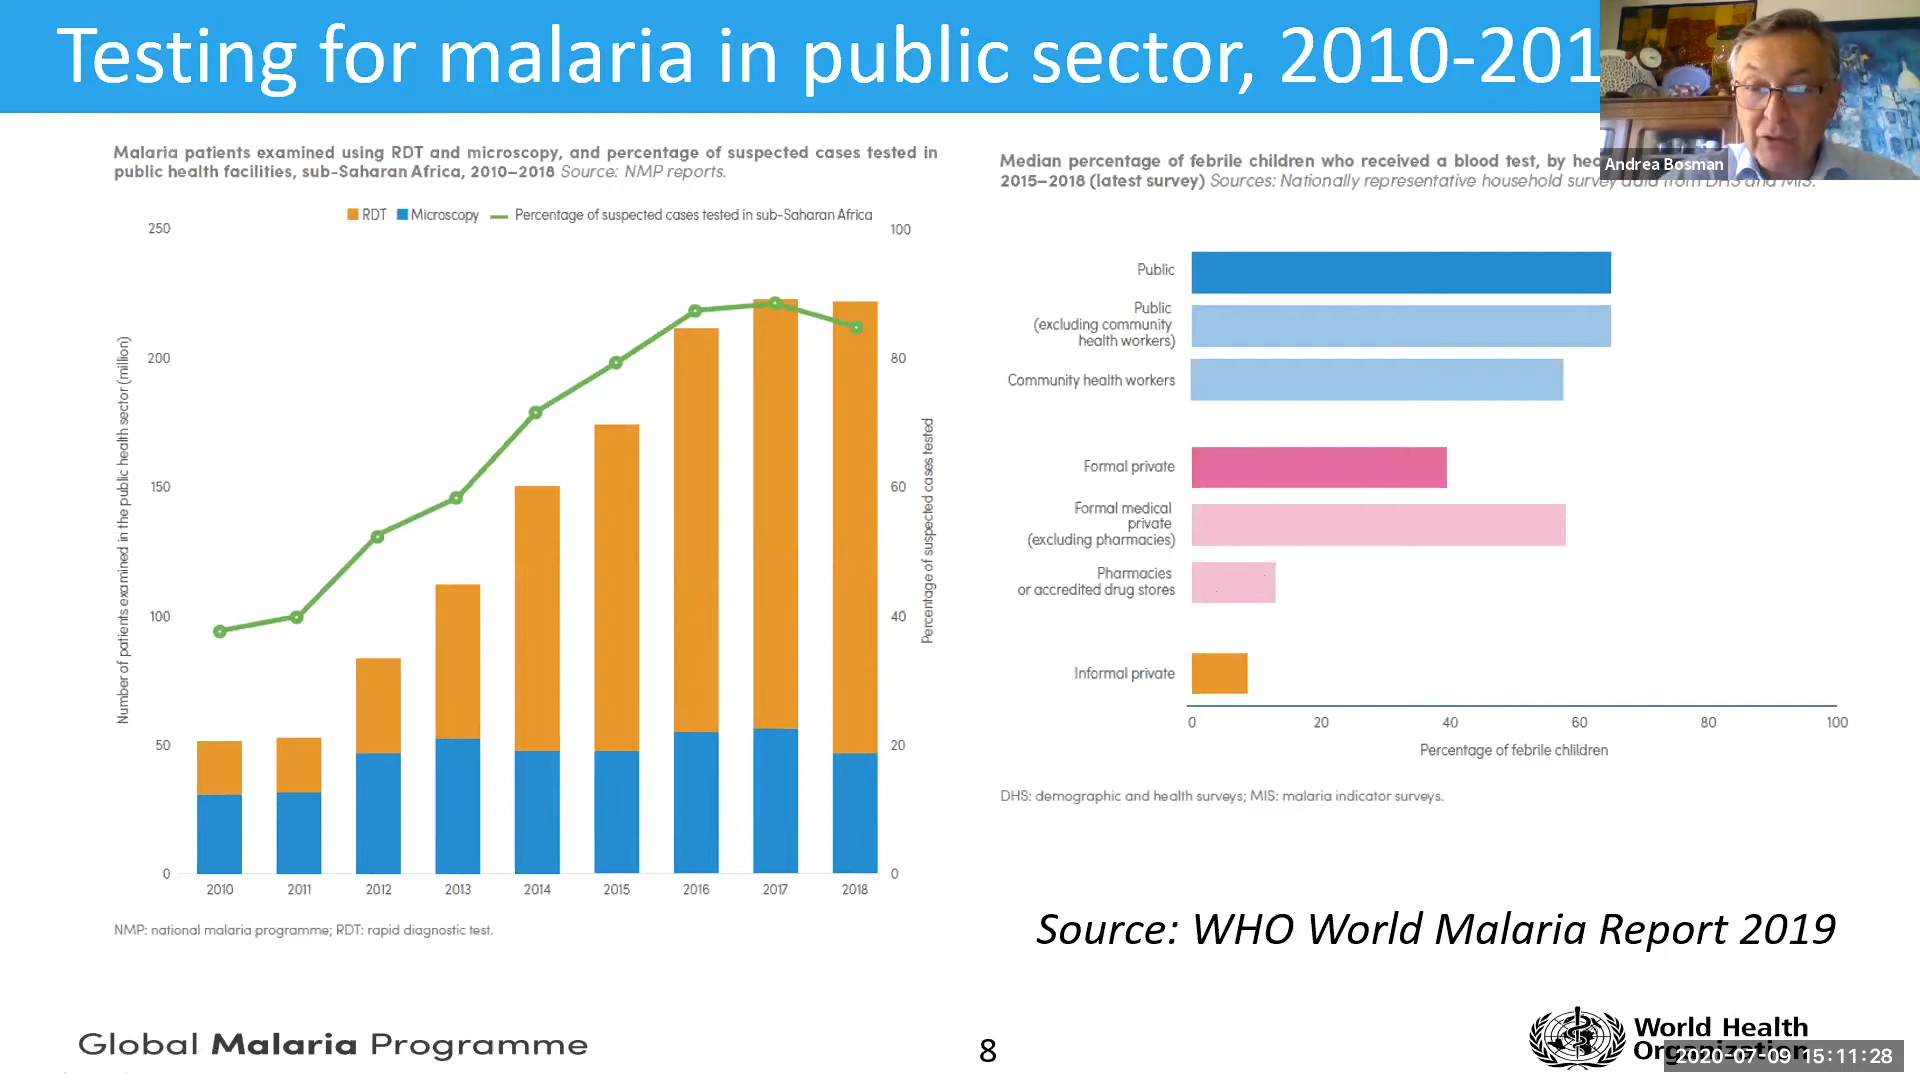 Testing for malaria in public sector, 2010-201
Andrea Bosman
Malaria patients examined using RDT and microscopy, and percentage of suspected cases tested in
public health facilities, sub-Saharan Africa, 2010–2018 Source: NMP reports.
RDT Microscopy Percentage of suspected cases tested in sub-Saharan Africa
Number of patients examined in the public health sector (million)
250
200
150
100
50
0
100
80
60
40
20
0
Percentage of suspected cases tested
2010 2011 2012 2013 2014 2015 2016 2017 2018
NMP: national malaria programme; RDT: rapid diagnostic test.
Median percentage of febrile children who received a blood test, by
2015–2018 (latest survey) Sources: Nationally representative household survey data from DHS and MIS.
Public
Public
(excluding community
health workers)
Community health workers
Formal private
Formal medical
private
(excluding pharmacies)
Pharmacies
or accredited drug stores
Informal private
0 20 40 60 80 100
Percentage of febrile chlildren
DHS: demographic and health surveys; MIS: malaria indicator surveys.
Source: WHO World Malaria Report 2019
Global Malaria Programme
8
World Health
Organization
2020-07-09 15:11:28